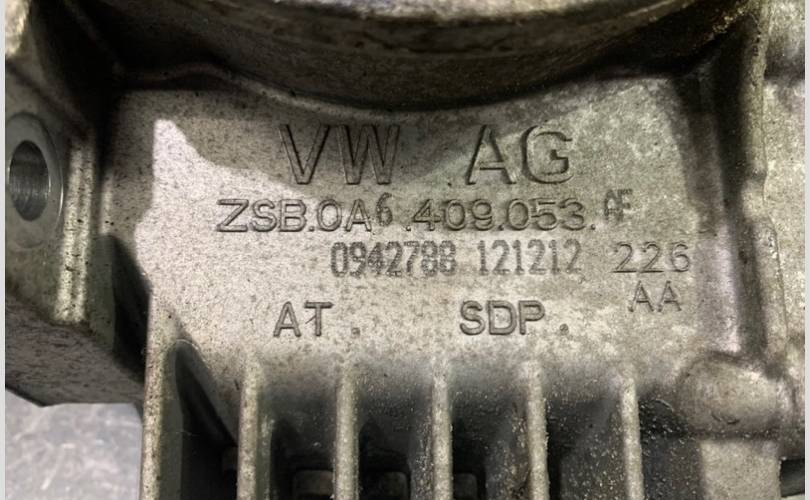 VW AG
ZSB.0A6.409.053.AF
0942788 121212 226
AA
AT. SDP.